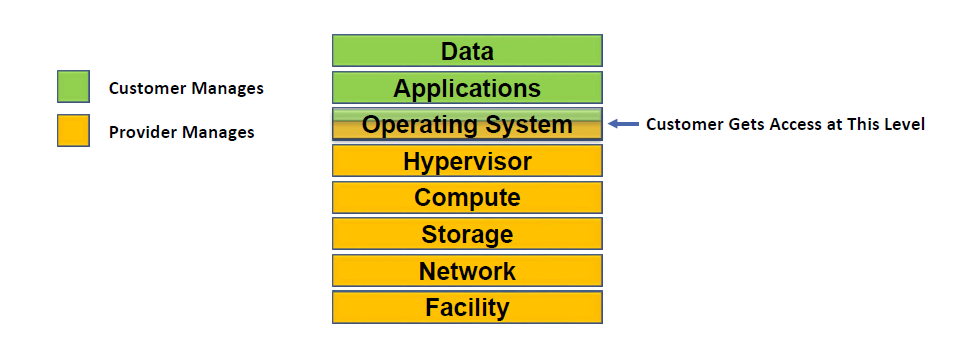 Data
Customer Manages
Applications
Provider Manages
Operating System
Customer Gets Access at This Level
Hypervisor
Compute
Storage
Network
Facility